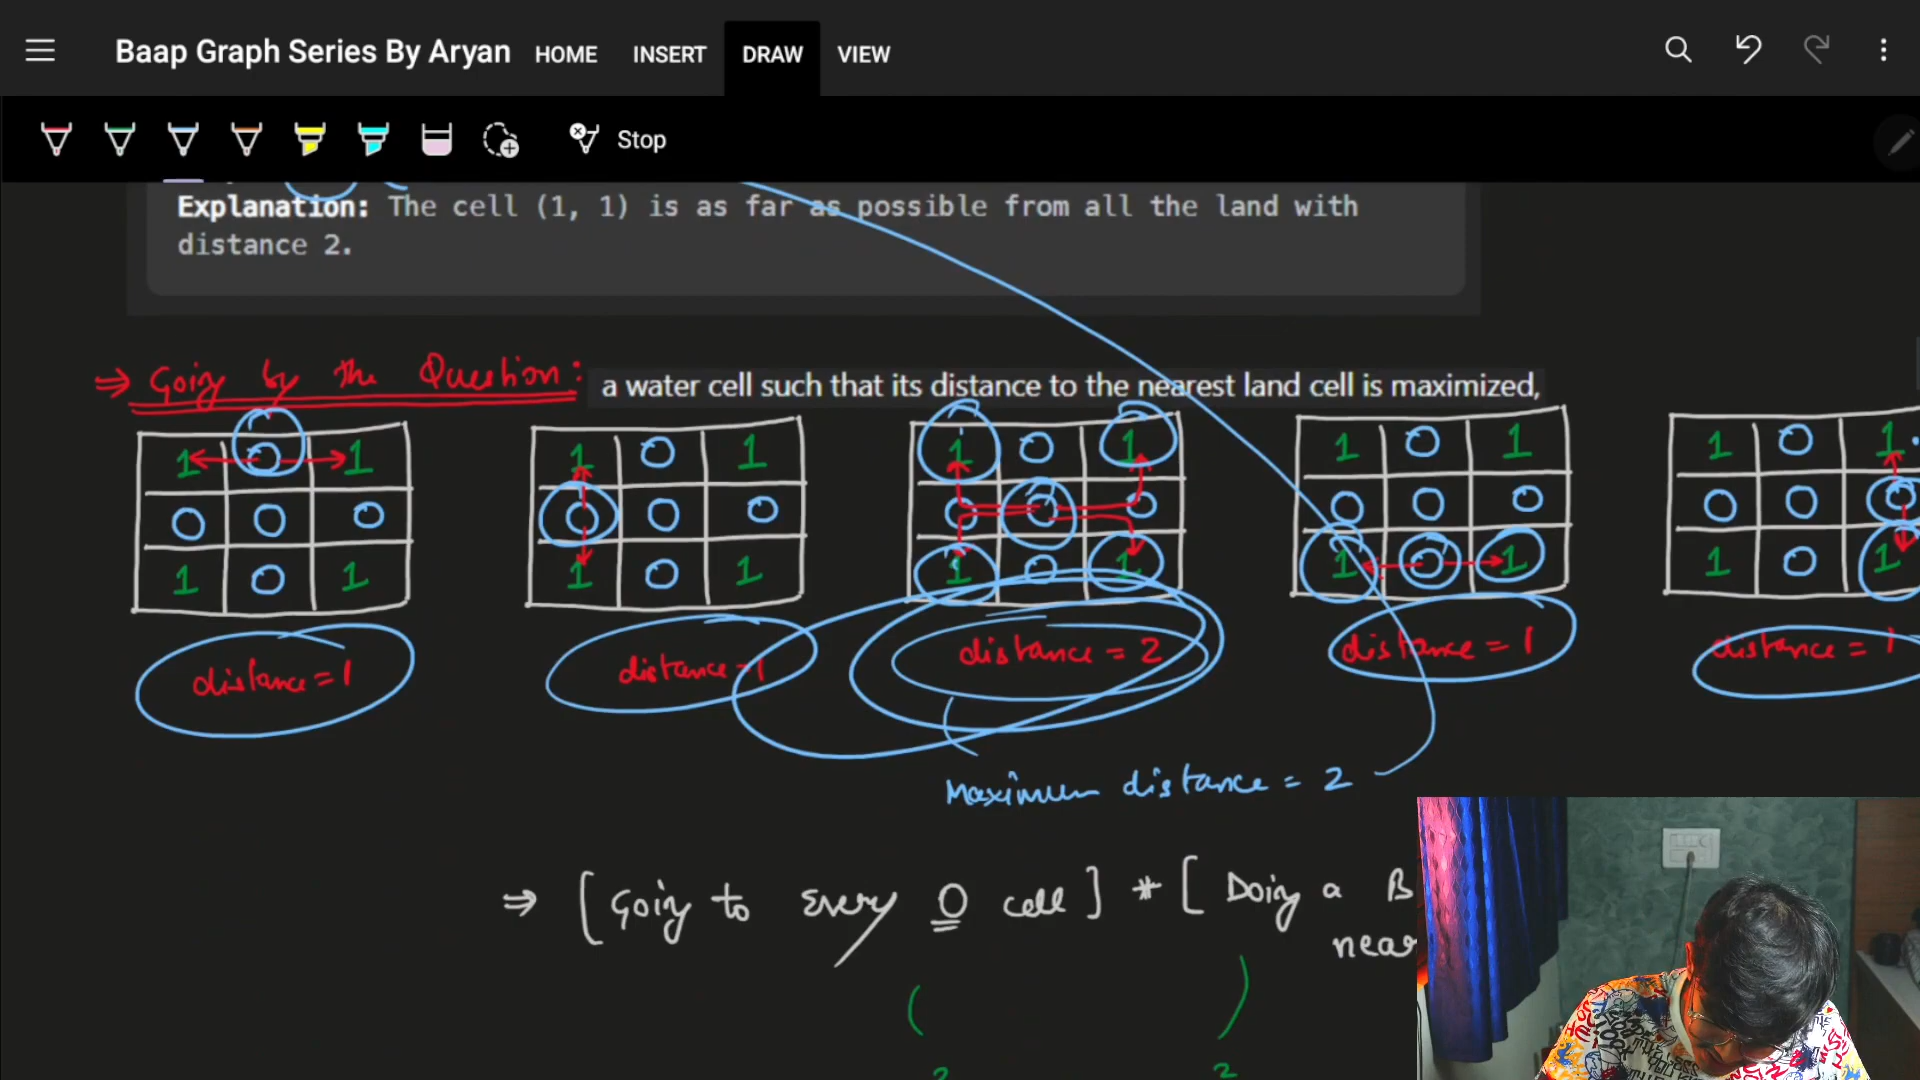 Baap Graph Series By Aryan HOME INSERT DRAW VIEW
Stop
Explanation: The cell (1, 1) is as far as possible from all the land with
distance 2.
⇒ Going by the Question: a water cell such that its distance to the nearest land cell is maximized,
1 0 1 1 0 1 1 0 1 1 0 1 1 0 1
0 0 0 0 0 0 0 0 0 0 0 0 0 0 0
1 0 1 1 0 1 1 0 1 1 0 1 1 0 1
distance = 1 distance = 1 distance = 2 distance = 1 distance = 1
Maximum distance = 2
⇒ [Going to every 0 cell] * [Doing a B
near
( )
2 2